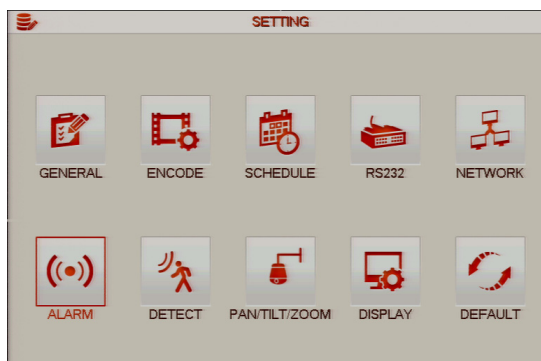 SETTING
GENERAL ENCODE SCHEDULE RS232 NETWORK
ALARM DETECT PAN/TILT/ZOOM DISPLAY DEFAULT